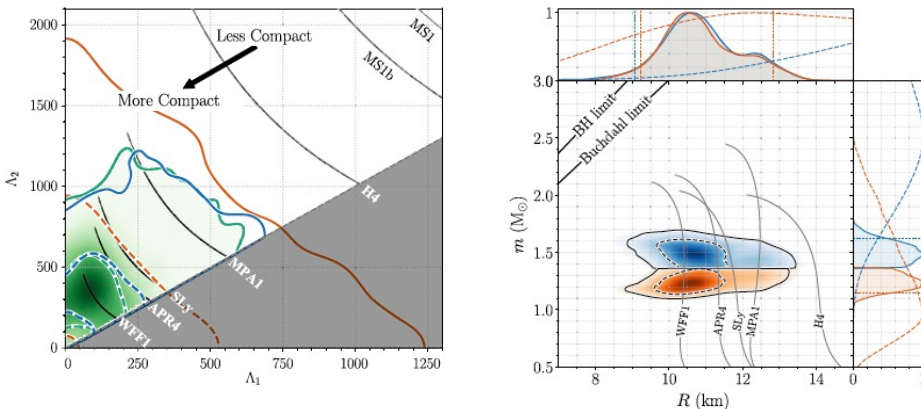 2000
1500
1000
500
0
Λ₂
Less Compact
More Compact
MS1
MS1b
H4
MPA1
SLy
APR4
WFF1
0
250
500
750
1000
1250
Λ₁
1
3.0
2.5
2.0
1.5
1.0
0.5
m (M⊙)
BH limit
Buchdahl limit
WFF1
APR4
SLy
MPA1
H4
8
10
12
14
R (km)
0
1